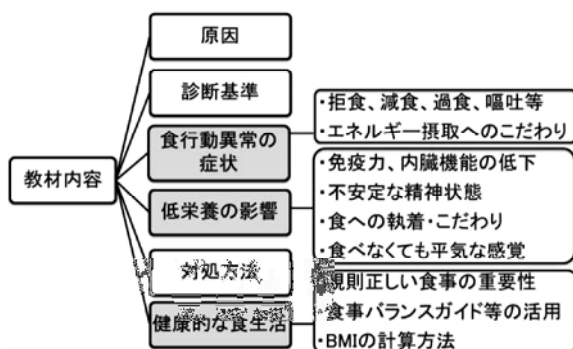 教材内容
原因
診断基準
食行動異常の
症状
・拒食、減食、過食、嘔吐等
・エネルギー摂取へのこだわり
低栄養の影響
・免疫力、内臓機能の低下
・不安定な精神状態
・食への執着・こだわり
・食べなくても平気な感覚
対処方法
健康的な食生活
規則正しい食事の重要性
食事バランスガイド等の活用
・BMIの計算方法